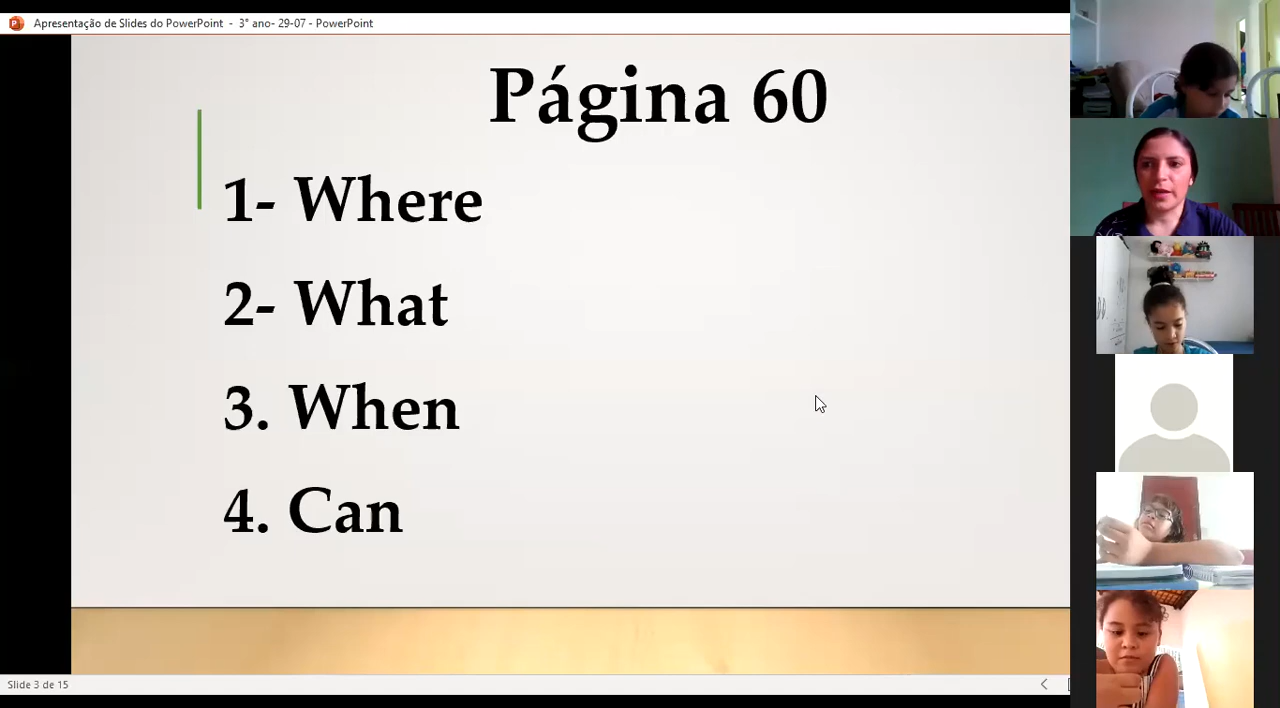 Apresentação de Slides do PowerPoint - 3° ano- 29-07 - PowerPoint
Página 60
1- Where
2- What
3. When
4. Can
Slide 3 de 15